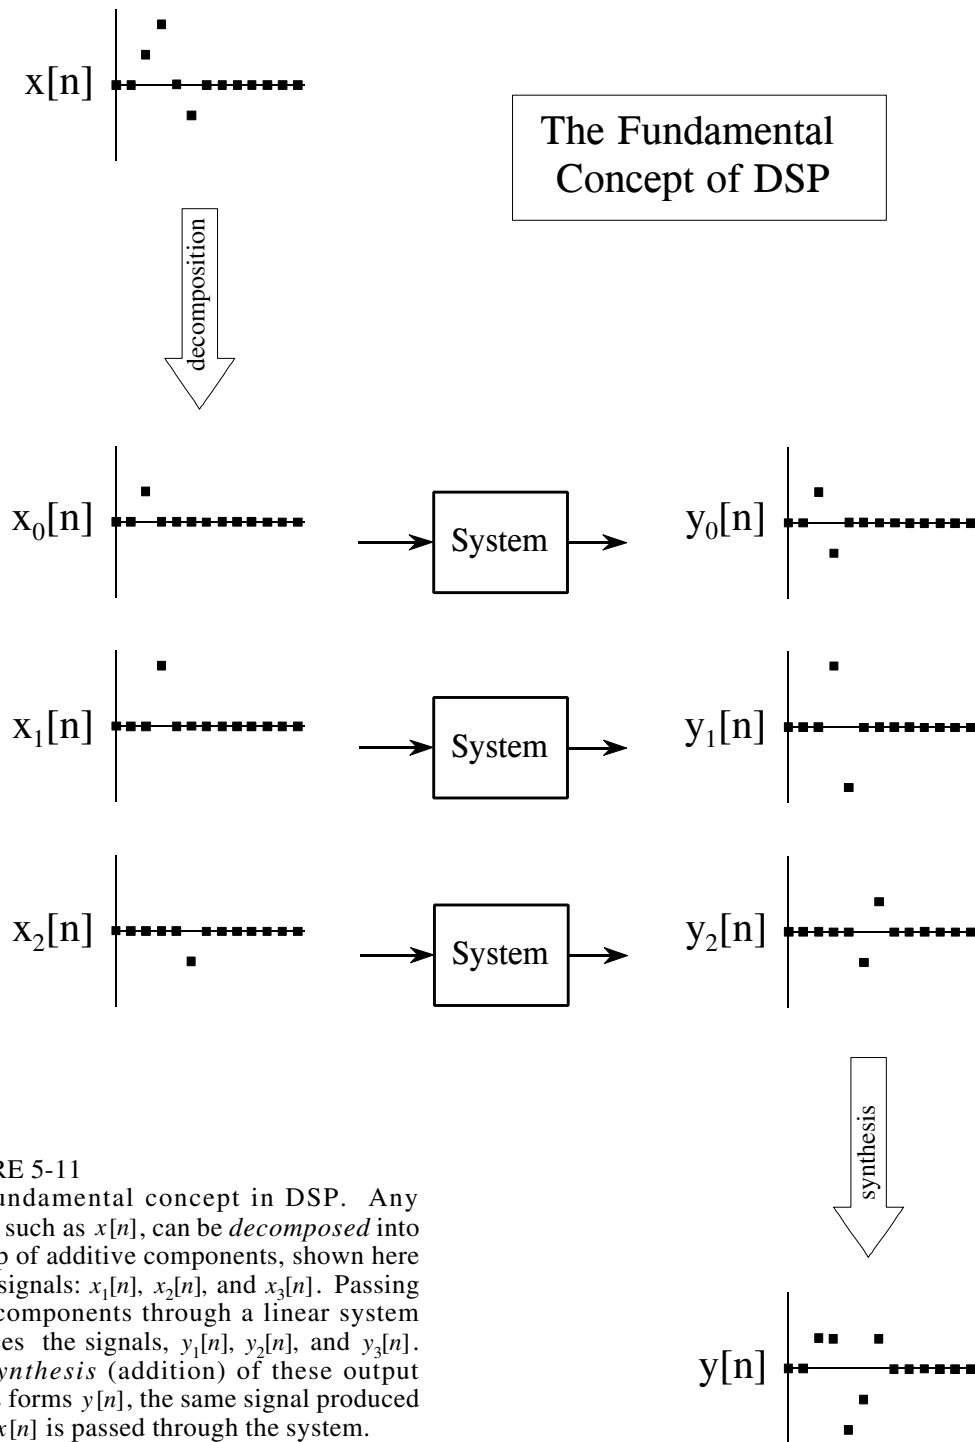 x[n]
The Fundamental
Concept of DSP
decomposition
x0[n]
System
y0[n]
x1[n]
System
y1[n]
x2[n]
System
y2[n]
synthesis
RE 5-11
undamental concept in DSP. Any
such as x[n], can be decomposed into
p of additive components, shown here
signals: x1[n], x2[n], and x3[n]. Passing
components through a linear system
es the signals, y1[n], y2[n], and y3[n].
ynthesis (addition) of these output
s forms y[n], the same signal produced
x[n] is passed through the system.
y[n]